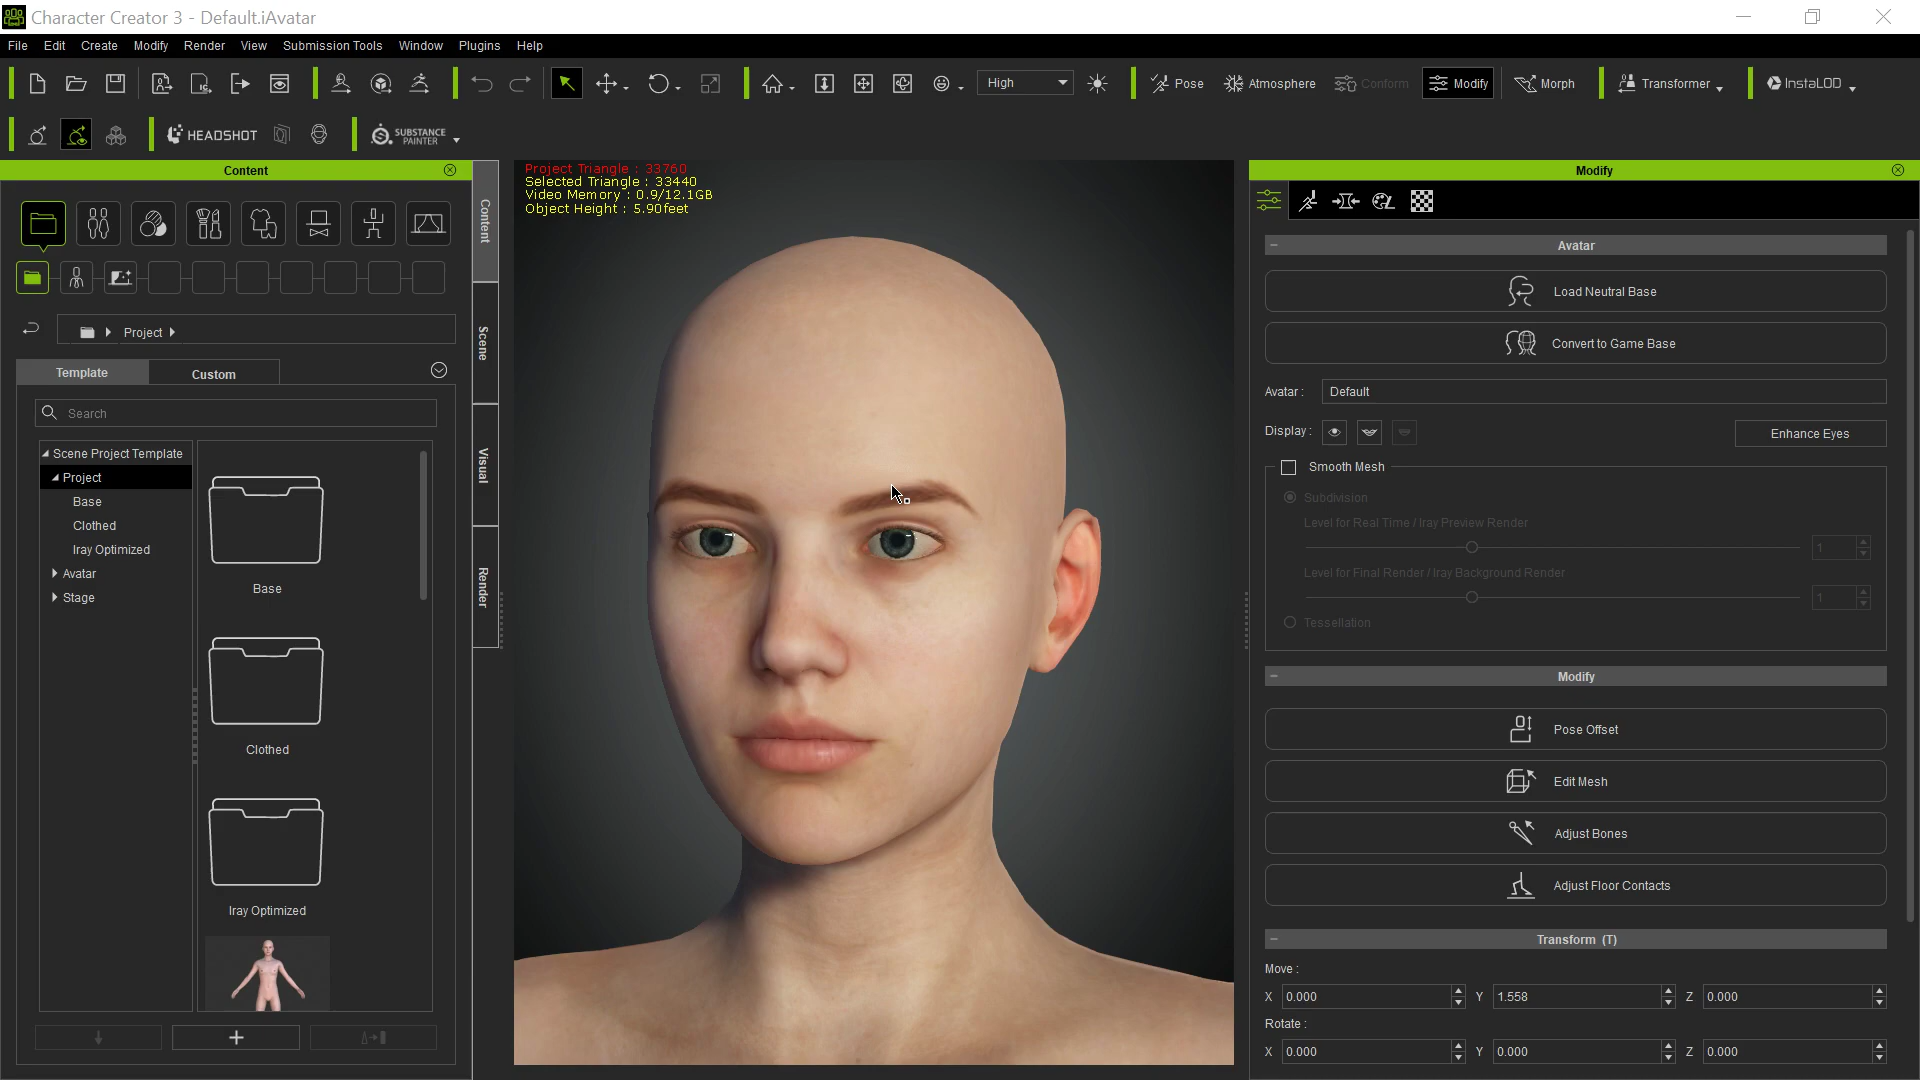 Character Creator 3 - Default.iAvatar
File Edit Create Modify Render View Submission Tools Window Plugins Help
High Pose Atmosphere Conform Modify Morph Transformer InstaLOD
HEADSHOT SUBSTANCE PAINTER
Content
Project
Template Custom
Search
Scene Project Template
Project
Base
Clothed
Iray Optimized
Avatar
Stage
Base
Clothed
Iray Optimized
Content
Scene
Visual
Render
Project Triangle : 33760
Selected Triangle : 33440
Video Memory : 0.9/12.1GB
Object Height : 5.90feet
Modify
Avatar
Load Neutral Base
Convert to Game Base
Avatar : Default
Display : Enhance Eyes
Smooth Mesh
Subdivision
Level for Real Time / Iray Preview Render
1
Level for Final Render / Iray Background Render
1
Tessellation
Modify
Pose Offset
Edit Mesh
Adjust Bones
Adjust Floor Contacts
Transform (T)
Move :
X 0.000 Y 1.558 Z 0.000
Rotate :
X 0.000 Y 0.000 Z 0.000